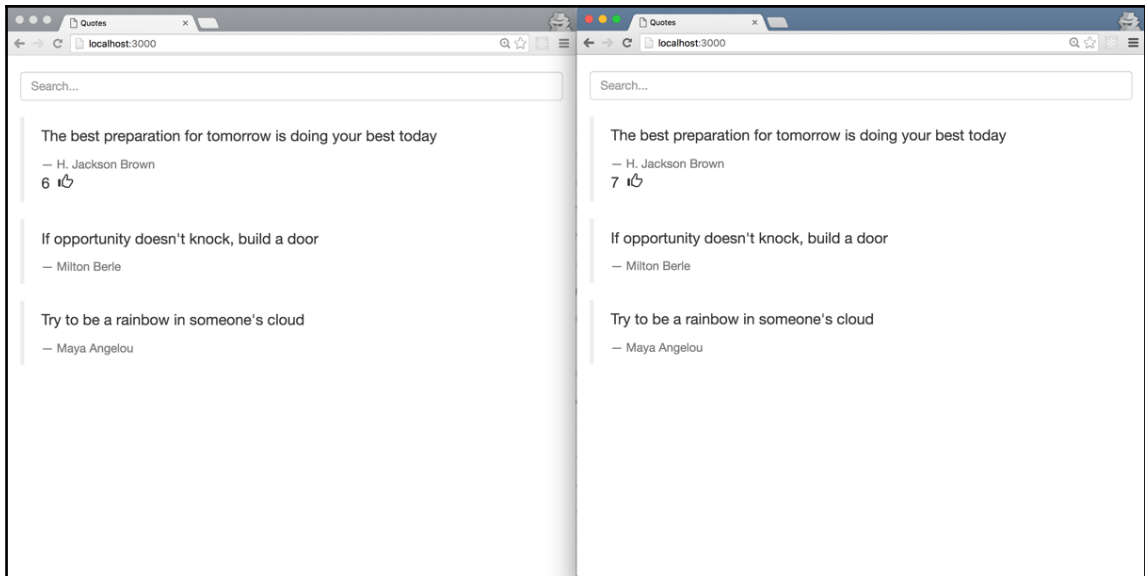 Quotes
localhost:3000
Search...
The best preparation for tomorrow is doing your best today
— H. Jackson Brown
6
If opportunity doesn't knock, build a door
— Milton Berle
Try to be a rainbow in someone's cloud
— Maya Angelou
Quotes
localhost:3000
Search...
The best preparation for tomorrow is doing your best today
— H. Jackson Brown
7
If opportunity doesn't knock, build a door
— Milton Berle
Try to be a rainbow in someone's cloud
— Maya Angelou